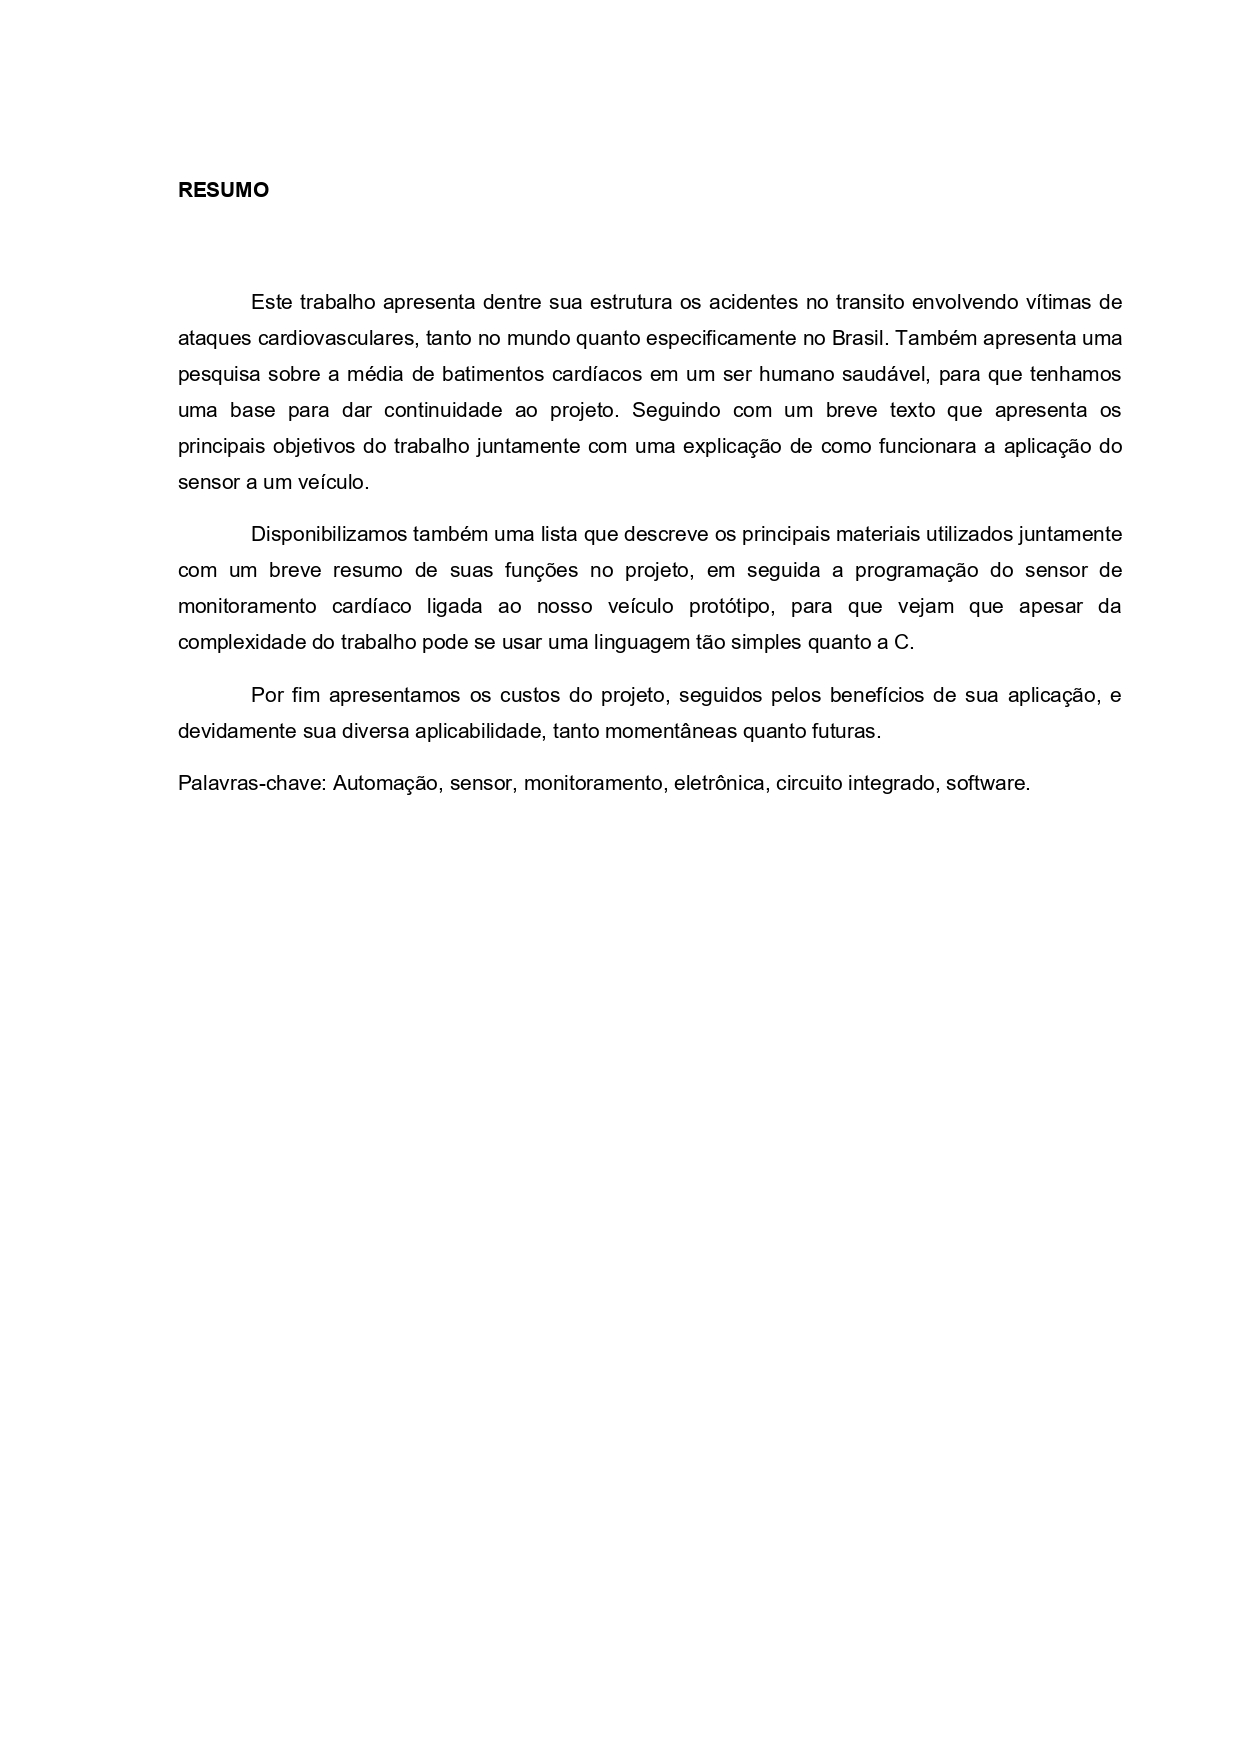 RESUMO
Este trabalho apresenta dentre sua estrutura os acidentes no transito envolvendo vítimas de
ataques cardiovasculares, tanto no mundo quanto especificamente no Brasil. Também apresenta uma
pesquisa sobre a média de batimentos cardíacos em um ser humano saudável, para que tenhamos
uma base para dar continuidade ao projeto. Seguindo com um breve texto que apresenta os
principais objetivos do trabalho juntamente com uma explicação de como funcionara a aplicação do
sensor a um veículo.
Disponibilizamos também uma lista que descreve os principais materiais utilizados juntamente
com um breve resumo de suas funções no projeto, em seguida a programação do sensor de
monitoramento cardíaco ligada ao nosso veículo protótipo, para que vejam que apesar da
complexidade do trabalho pode se usar uma linguagem tão simples quanto a C.
Por fim apresentamos os custos do projeto, seguidos pelos benefícios de sua aplicação, e
devidamente sua diversa aplicabilidade, tanto momentâneas quanto futuras.
Palavras-chave: Automação, sensor, monitoramento, eletrônica, circuito integrado, software.